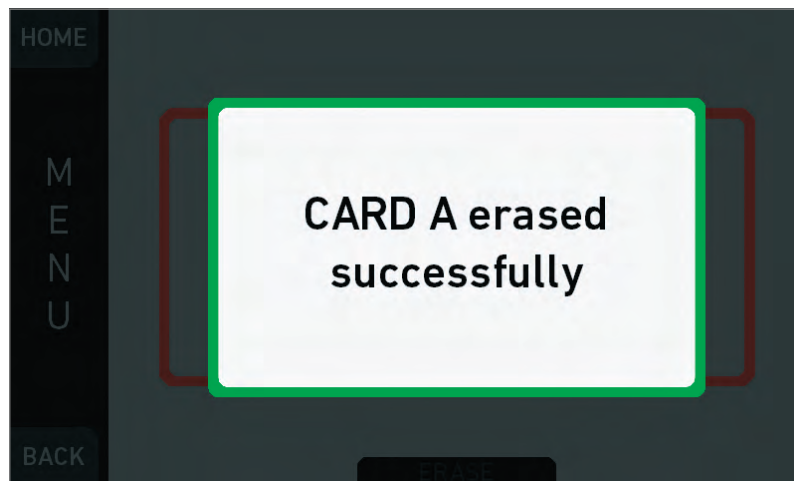 HOME
M
E
N
U
CARD A erased
successfully
BACK
ERASE